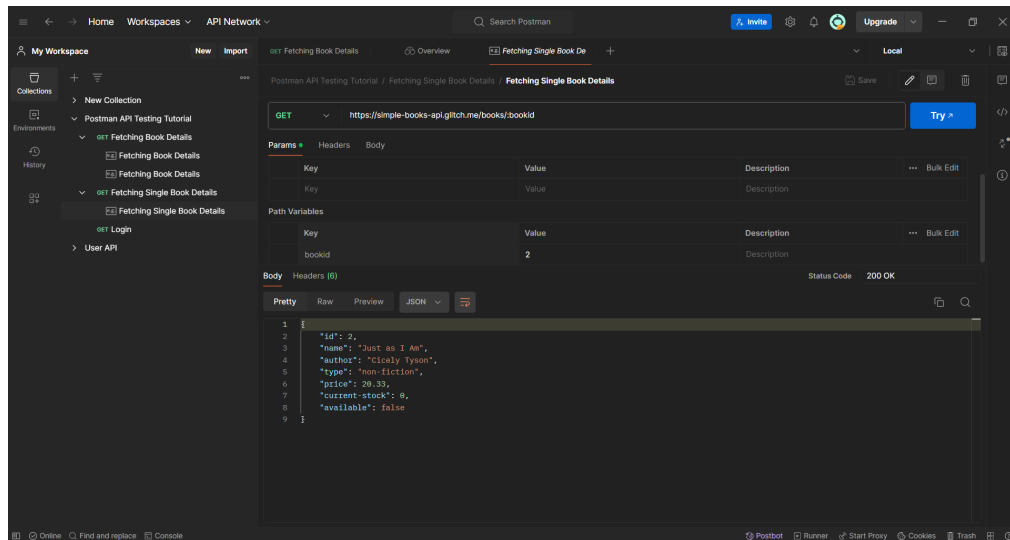 Home Workspaces API Network Search Postman Invite Upgrade
My Workspace New Import GET Fetching Book Details Overview Fetching Single Book De Local
Collections
Environments
History
New Collection
Postman API Testing Tutorial
GET Fetching Book Details
Fetching Book Details
Fetching Book Details
GET Fetching Single Book Details
Fetching Single Book Details
GET Login
User API
Postman API Testing Tutorial / Fetching Single Book Details / Fetching Single Book Details Save
GET https://simple-books-api.glitch.me/books/:bookid Try
Params Headers Body
Key Value Description Bulk Edit
Key Value Description
Path Variables
Key Value Description Bulk Edit
bookid 2 Description
Body Headers (6) Status Code 200 OK
Pretty Raw Preview JSON
1 {
2 "id": 2,
3 "name": "Just as I Am",
4 "author": "Cicely Tyson",
5 "type": "non-fiction",
6 "price": 20.33,
7 "current-stock": 0,
8 "available": false
9 }
Online Find and replace Console Postbot Runner Start Proxy Cookies Trash